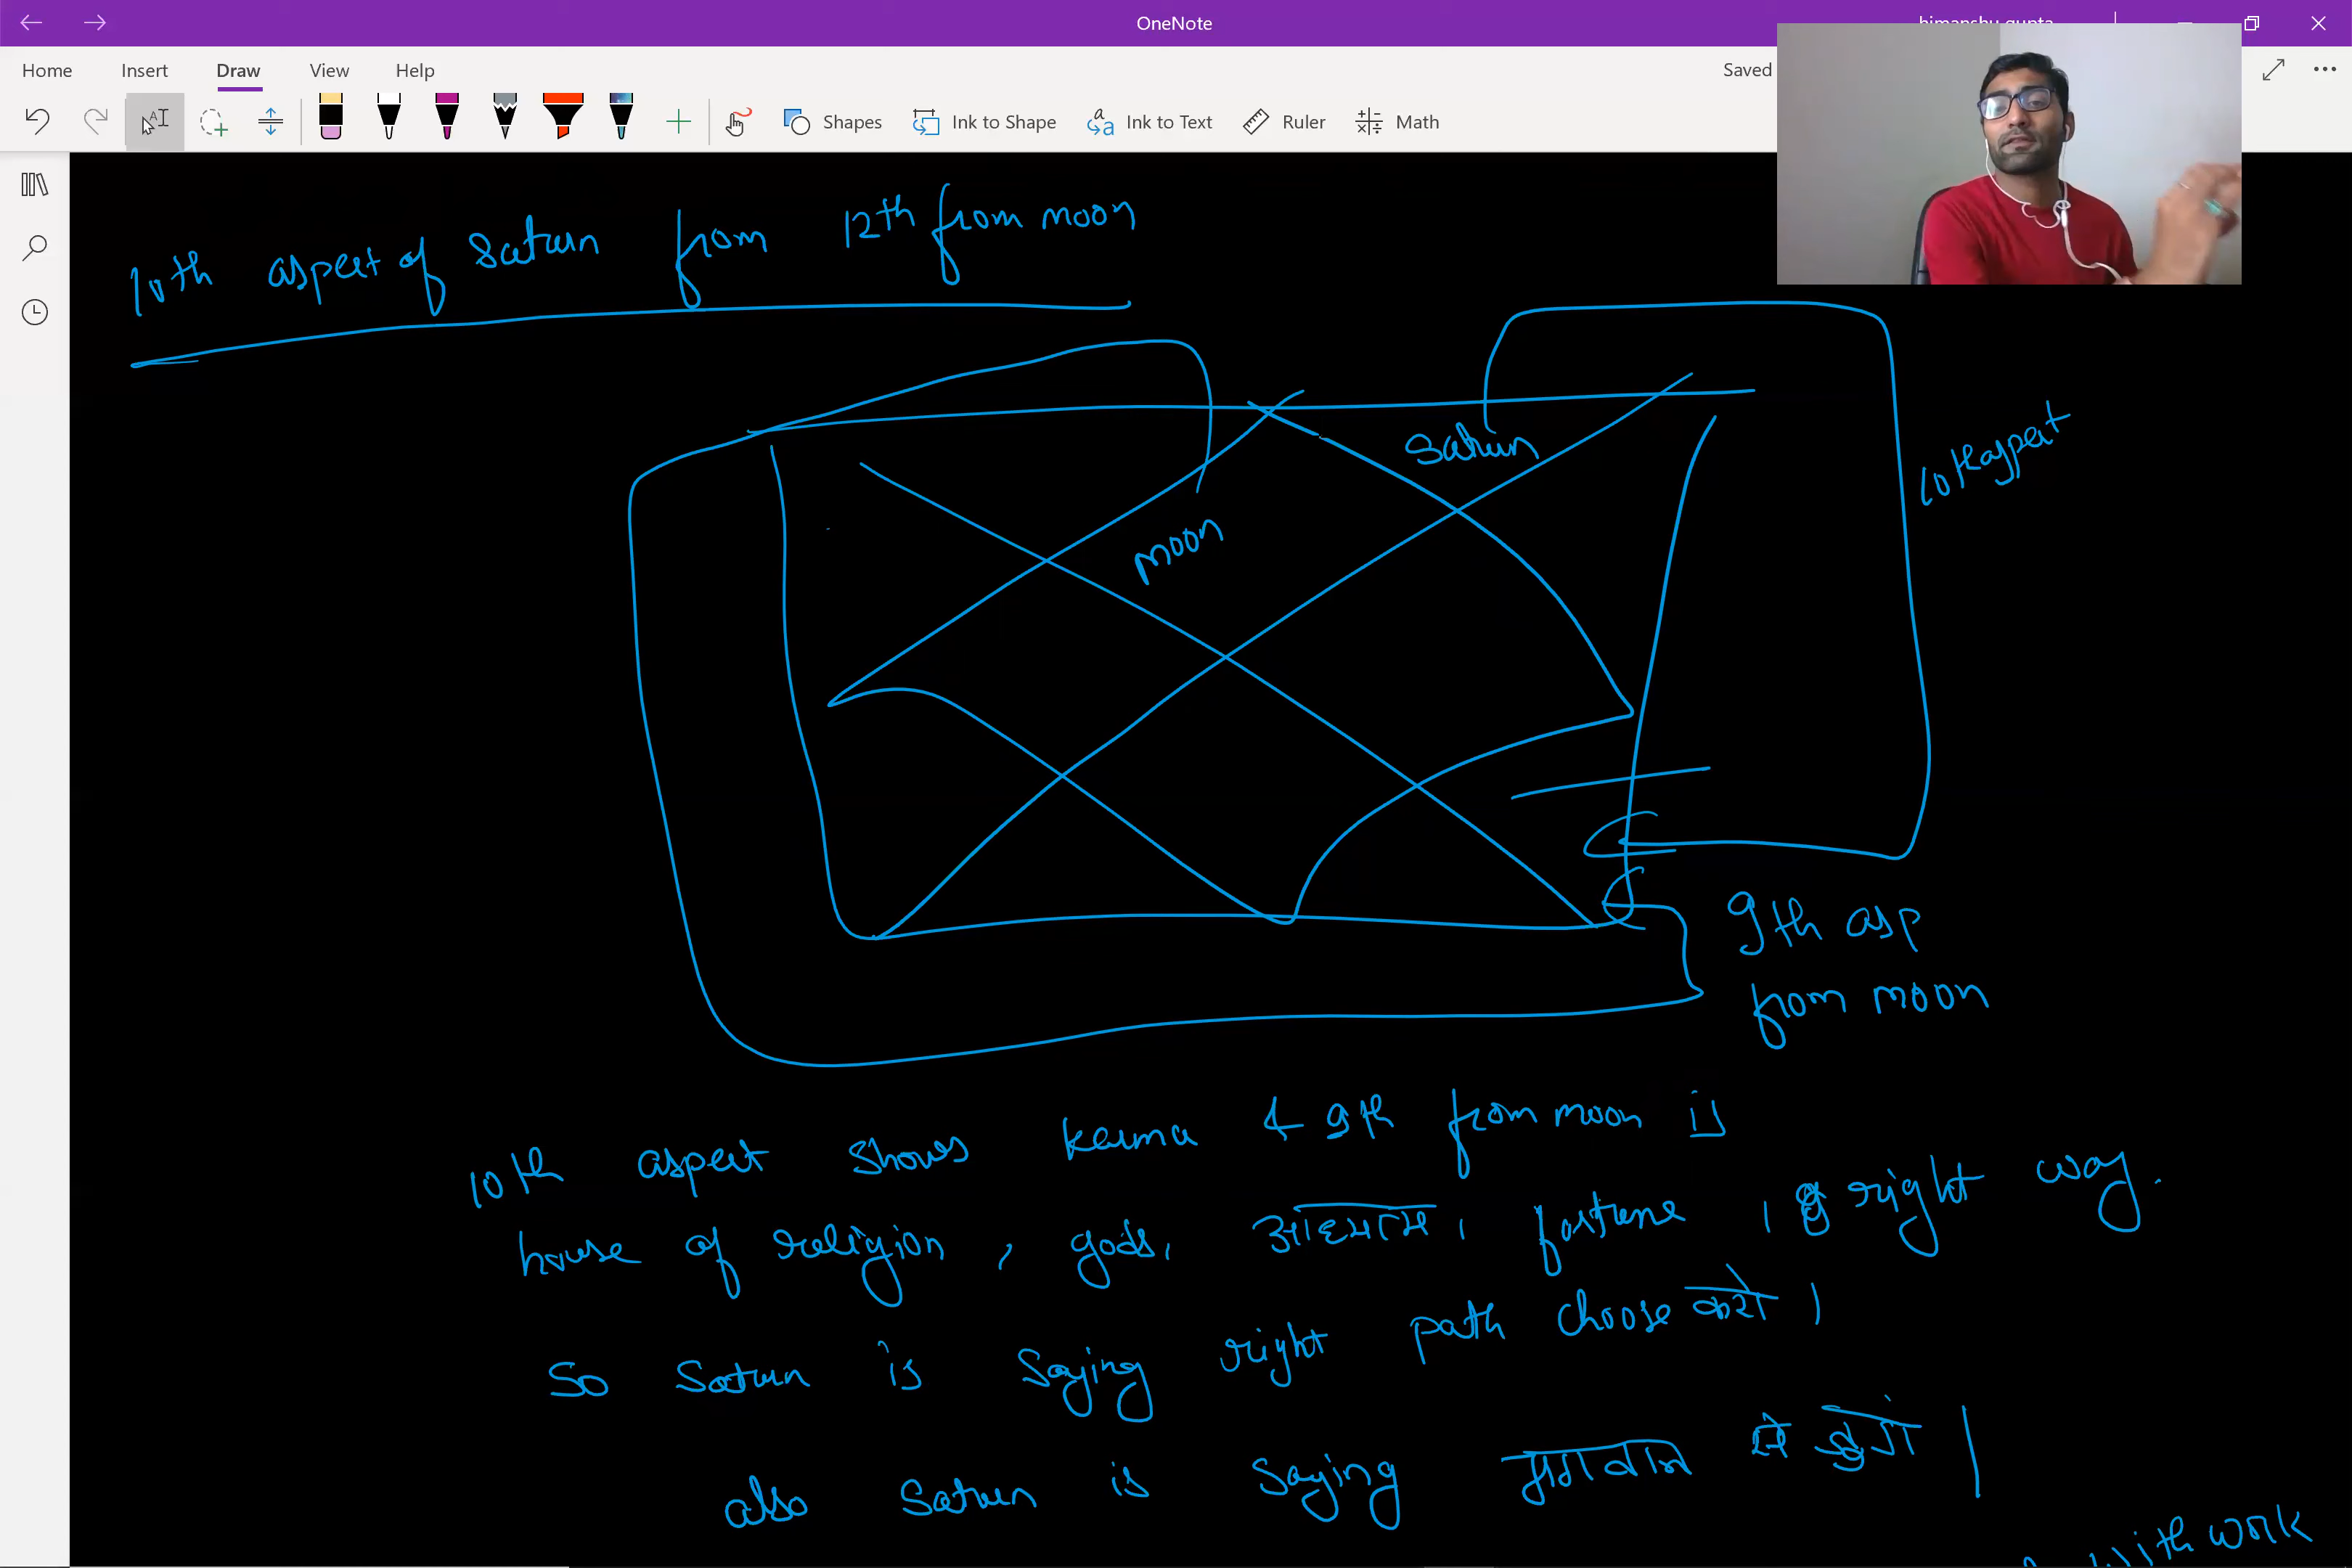 OneNote
himanshu gupta
Home Insert Draw View Help
Saved
Shapes Ink to Shape Ink to Text Ruler Math
10th aspect of Saturn from 12th from moon
Saturn
10th aspect
moon
9th asp
from moon
10th aspect shows karma & 9th from moon is
house of religion, gods, fortune, right way.
So Saturn is saying right path choose करो ।
also Saturn is saying भगवान से जुड़ो ।
with work